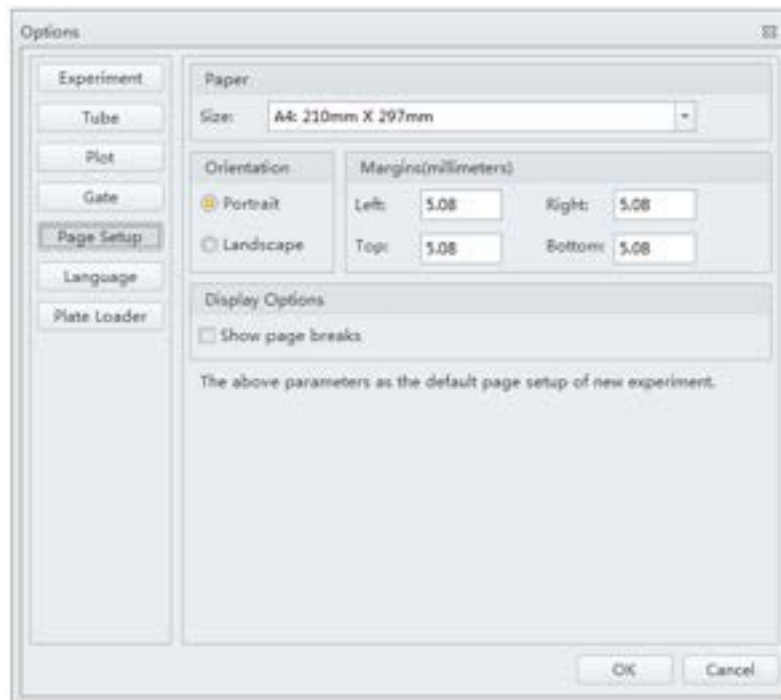 Options
Experiment
Tube
Plot
Gate
Page Setup
Language
Plate Loader
Paper
Size: A4: 210mm X 297mm
Orientation
Portrait
Landscape
Margins(millimeters)
Left: 5.08 Right: 5.08
Top: 5.08 Bottom: 5.08
Display Options
Show page breaks
The above parameters as the default page setup of new experiment.
OK Cancel